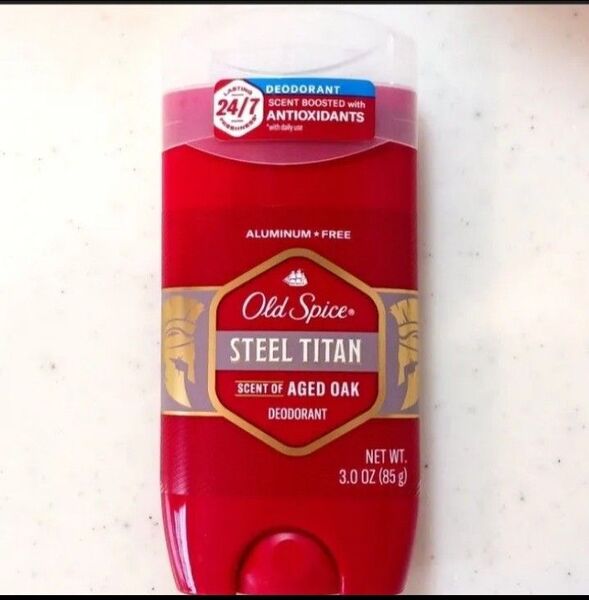 LASTING
24/7
FRESHNESS*
DEODORANT
SCENT BOOSTED with
ANTIOXIDANTS
*with daily use
ALUMINUM ★ FREE
Old Spice®
STEEL TITAN
SCENT OF AGED OAK
DEODORANT
NET WT.
3.0 OZ (85 g)